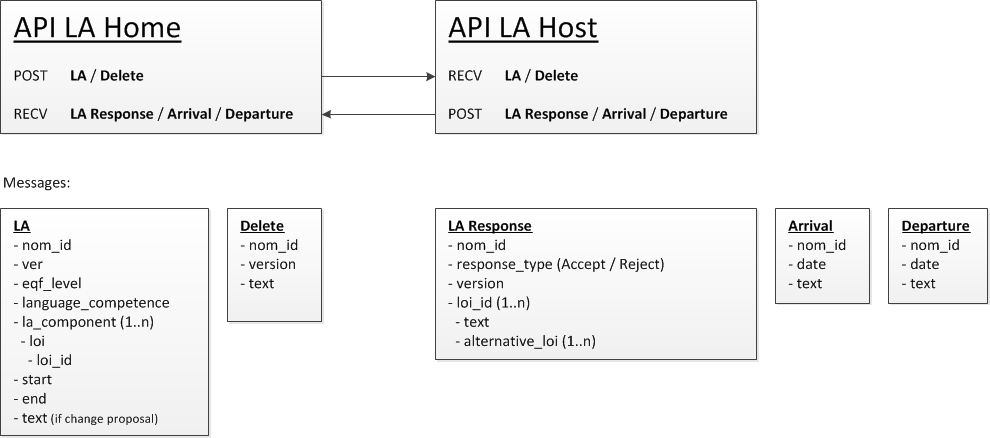 API LA Home
POST LA / Delete
RECV LA Response / Arrival / Departure
API LA Host
RECV LA / Delete
POST LA Response / Arrival / Departure
Messages:
LA
- nom_id
- ver
- eqf_level
- language_competence
- la_component (1..n)
- loi
- loi_id
- start
- end
- text (if change proposal)
Delete
- nom_id
- version
- text
LA Response
- nom_id
- response_type (Accept / Reject)
- version
- loi_id (1..n)
- text
- alternative_loi (1..n)
Arrival
- nom_id
- date
- text
Departure
- nom_id
- date
- text